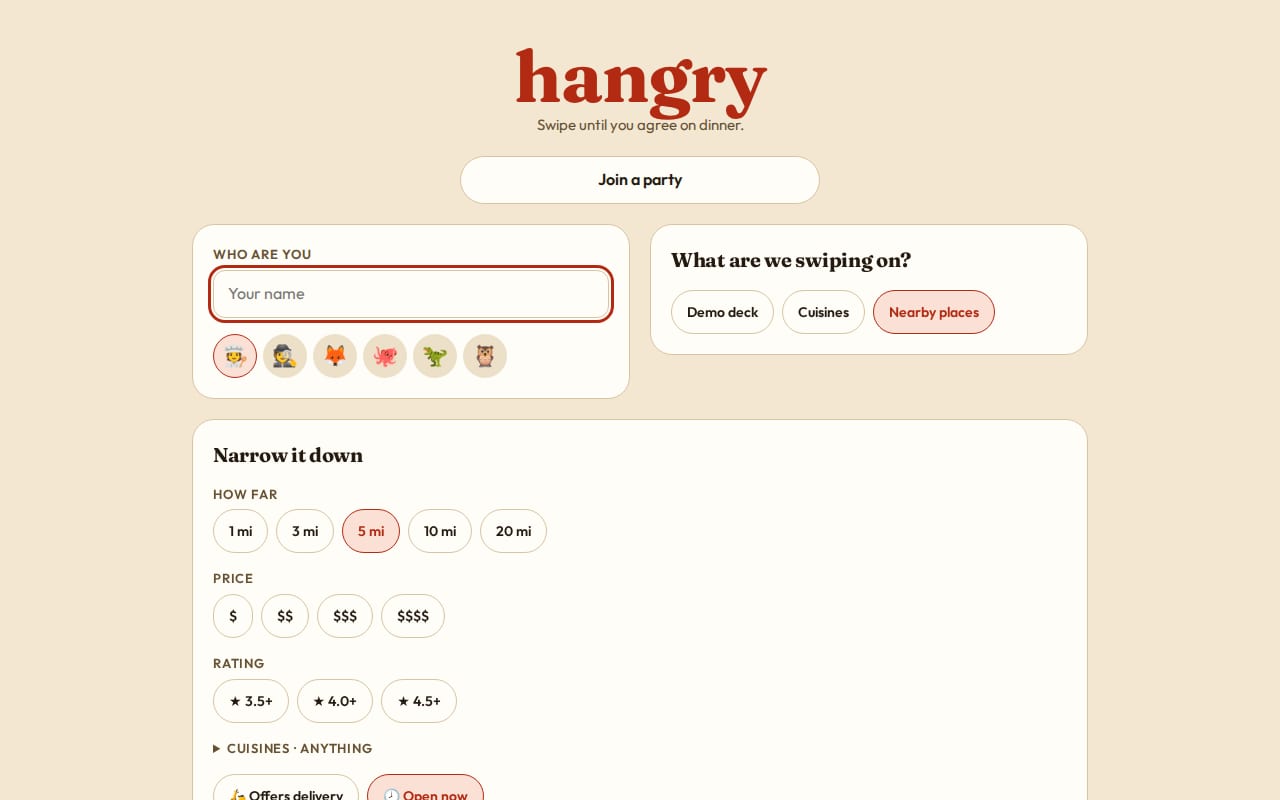 hangry
Swipe until you agree on dinner.
Join a party
WHO ARE YOU
Your name
What are we swiping on?
Demo deck Cuisines Nearby places
Narrow it down
HOW FAR
1 mi 3 mi 5 mi 10 mi 20 mi
PRICE
$ $$ $$$ $$$$
RATING
★ 3.5+ ★ 4.0+ ★ 4.5+
CUISINES · ANYTHING
Offers delivery Open now